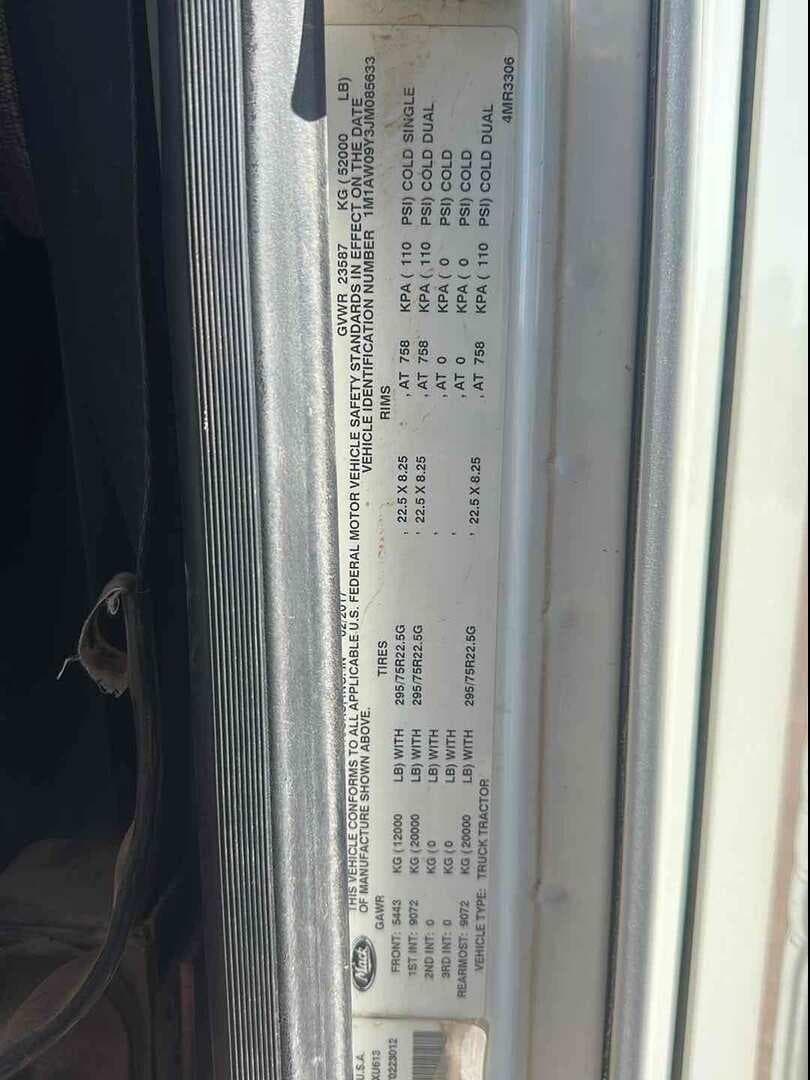 IN 02/2017
GVWR 23587 KG ( 52000 LB)
THIS VEHICLE CONFORMS TO ALL APPLICABLE U.S. FEDERAL MOTOR VEHICLE SAFETY STANDARDS IN EFFECT ON THE DATE
OF MANUFACTURE SHOWN ABOVE. VEHICLE IDENTIFICATION NUMBER 1M1AW09Y3JM085633
Mack
GAWR TIRES RIMS
FRONT: 5443 KG ( 12000 LB) WITH 295/75R22.5G , 22.5 X 8.25 , AT 758 KPA ( 110 PSI) COLD SINGLE
1ST INT: 9072 KG ( 20000 LB) WITH 295/75R22.5G , 22.5 X 8.25 , AT 758 KPA ( 110 PSI) COLD DUAL
2ND INT: 0 KG ( 0 LB) WITH , , AT 0 KPA ( 0 PSI) COLD
3RD INT: 0 KG ( 0 LB) WITH , , AT 0 KPA ( 0 PSI) COLD
REARMOST: 9072 KG ( 20000 LB) WITH 295/75R22.5G , 22.5 X 8.25 , AT 758 KPA ( 110 PSI) COLD DUAL
VEHICLE TYPE: TRUCK TRACTOR
4MR3306
U.S.A
XU613
0223012